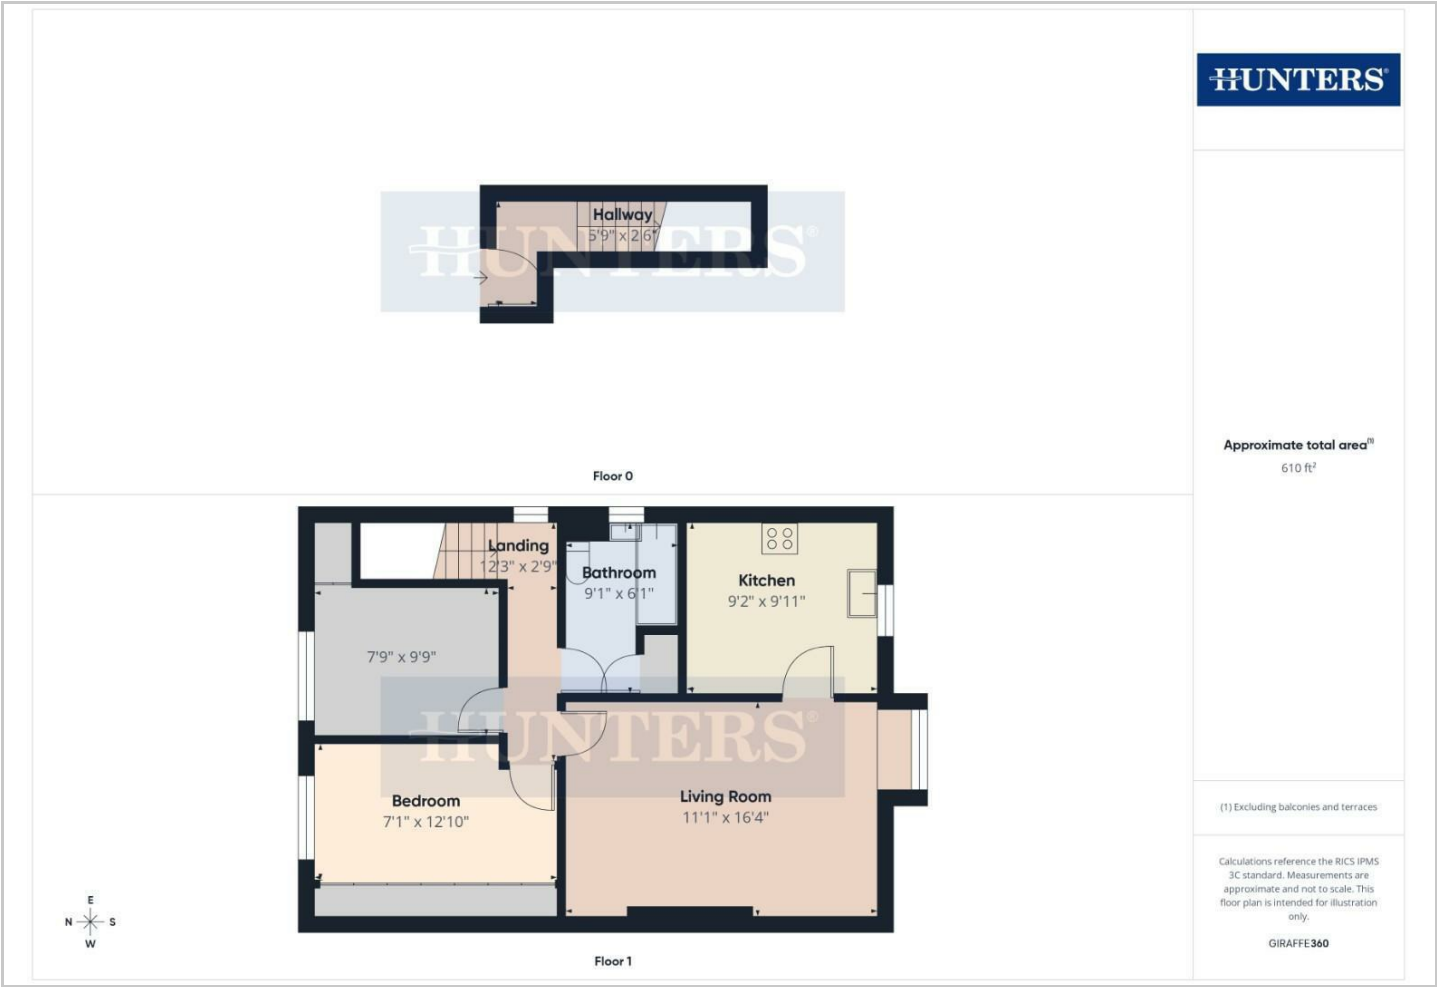 HUNTERS®
Hallway
5'9" x 2'6"
HUNTERS®
Floor 0
Approximate total area(1)
610 ft²
Landing
12'3" x 2'9"
Bathroom
9'1" x 6'1"
Kitchen
9'2" x 9'11"
7'9" x 9'9"
HUNTERS®
Bedroom
7'1" x 12'10"
Living Room
11'1" x 16'4"
(1) Excluding balconies and terraces
Calculations reference the RICS IPMS
3C standard. Measurements are
approximate and not to scale. This
floor plan is intended for illustration
only.
GIRAFFE360
E
N S
W
Floor 1